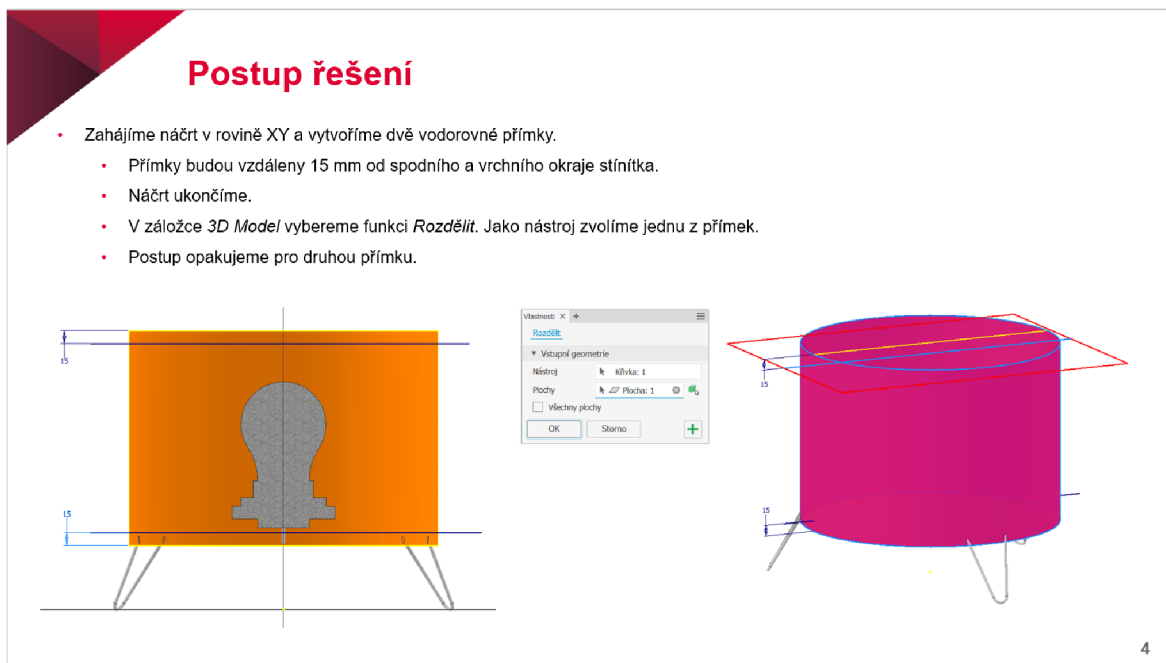 Postup řešení
• Zahájíme náčrt v rovině XY a vytvoříme dvě vodorovné přímky.
• Přímky budou vzdáleny 15 mm od spodního a vrchního okraje stínítka.
• Náčrt ukončíme.
• V záložce 3D Model vybereme funkci Rozdělit. Jako nástroj zvolíme jednu z přímek.
• Postup opakujeme pro druhou přímku.
15
15
Vlastnosti × +
Rozdělit
Vstupní geometrie
Nástroj Křivka: 1
Plochy Plocha: 1
Všechny plochy
OK Storno
15
15
4